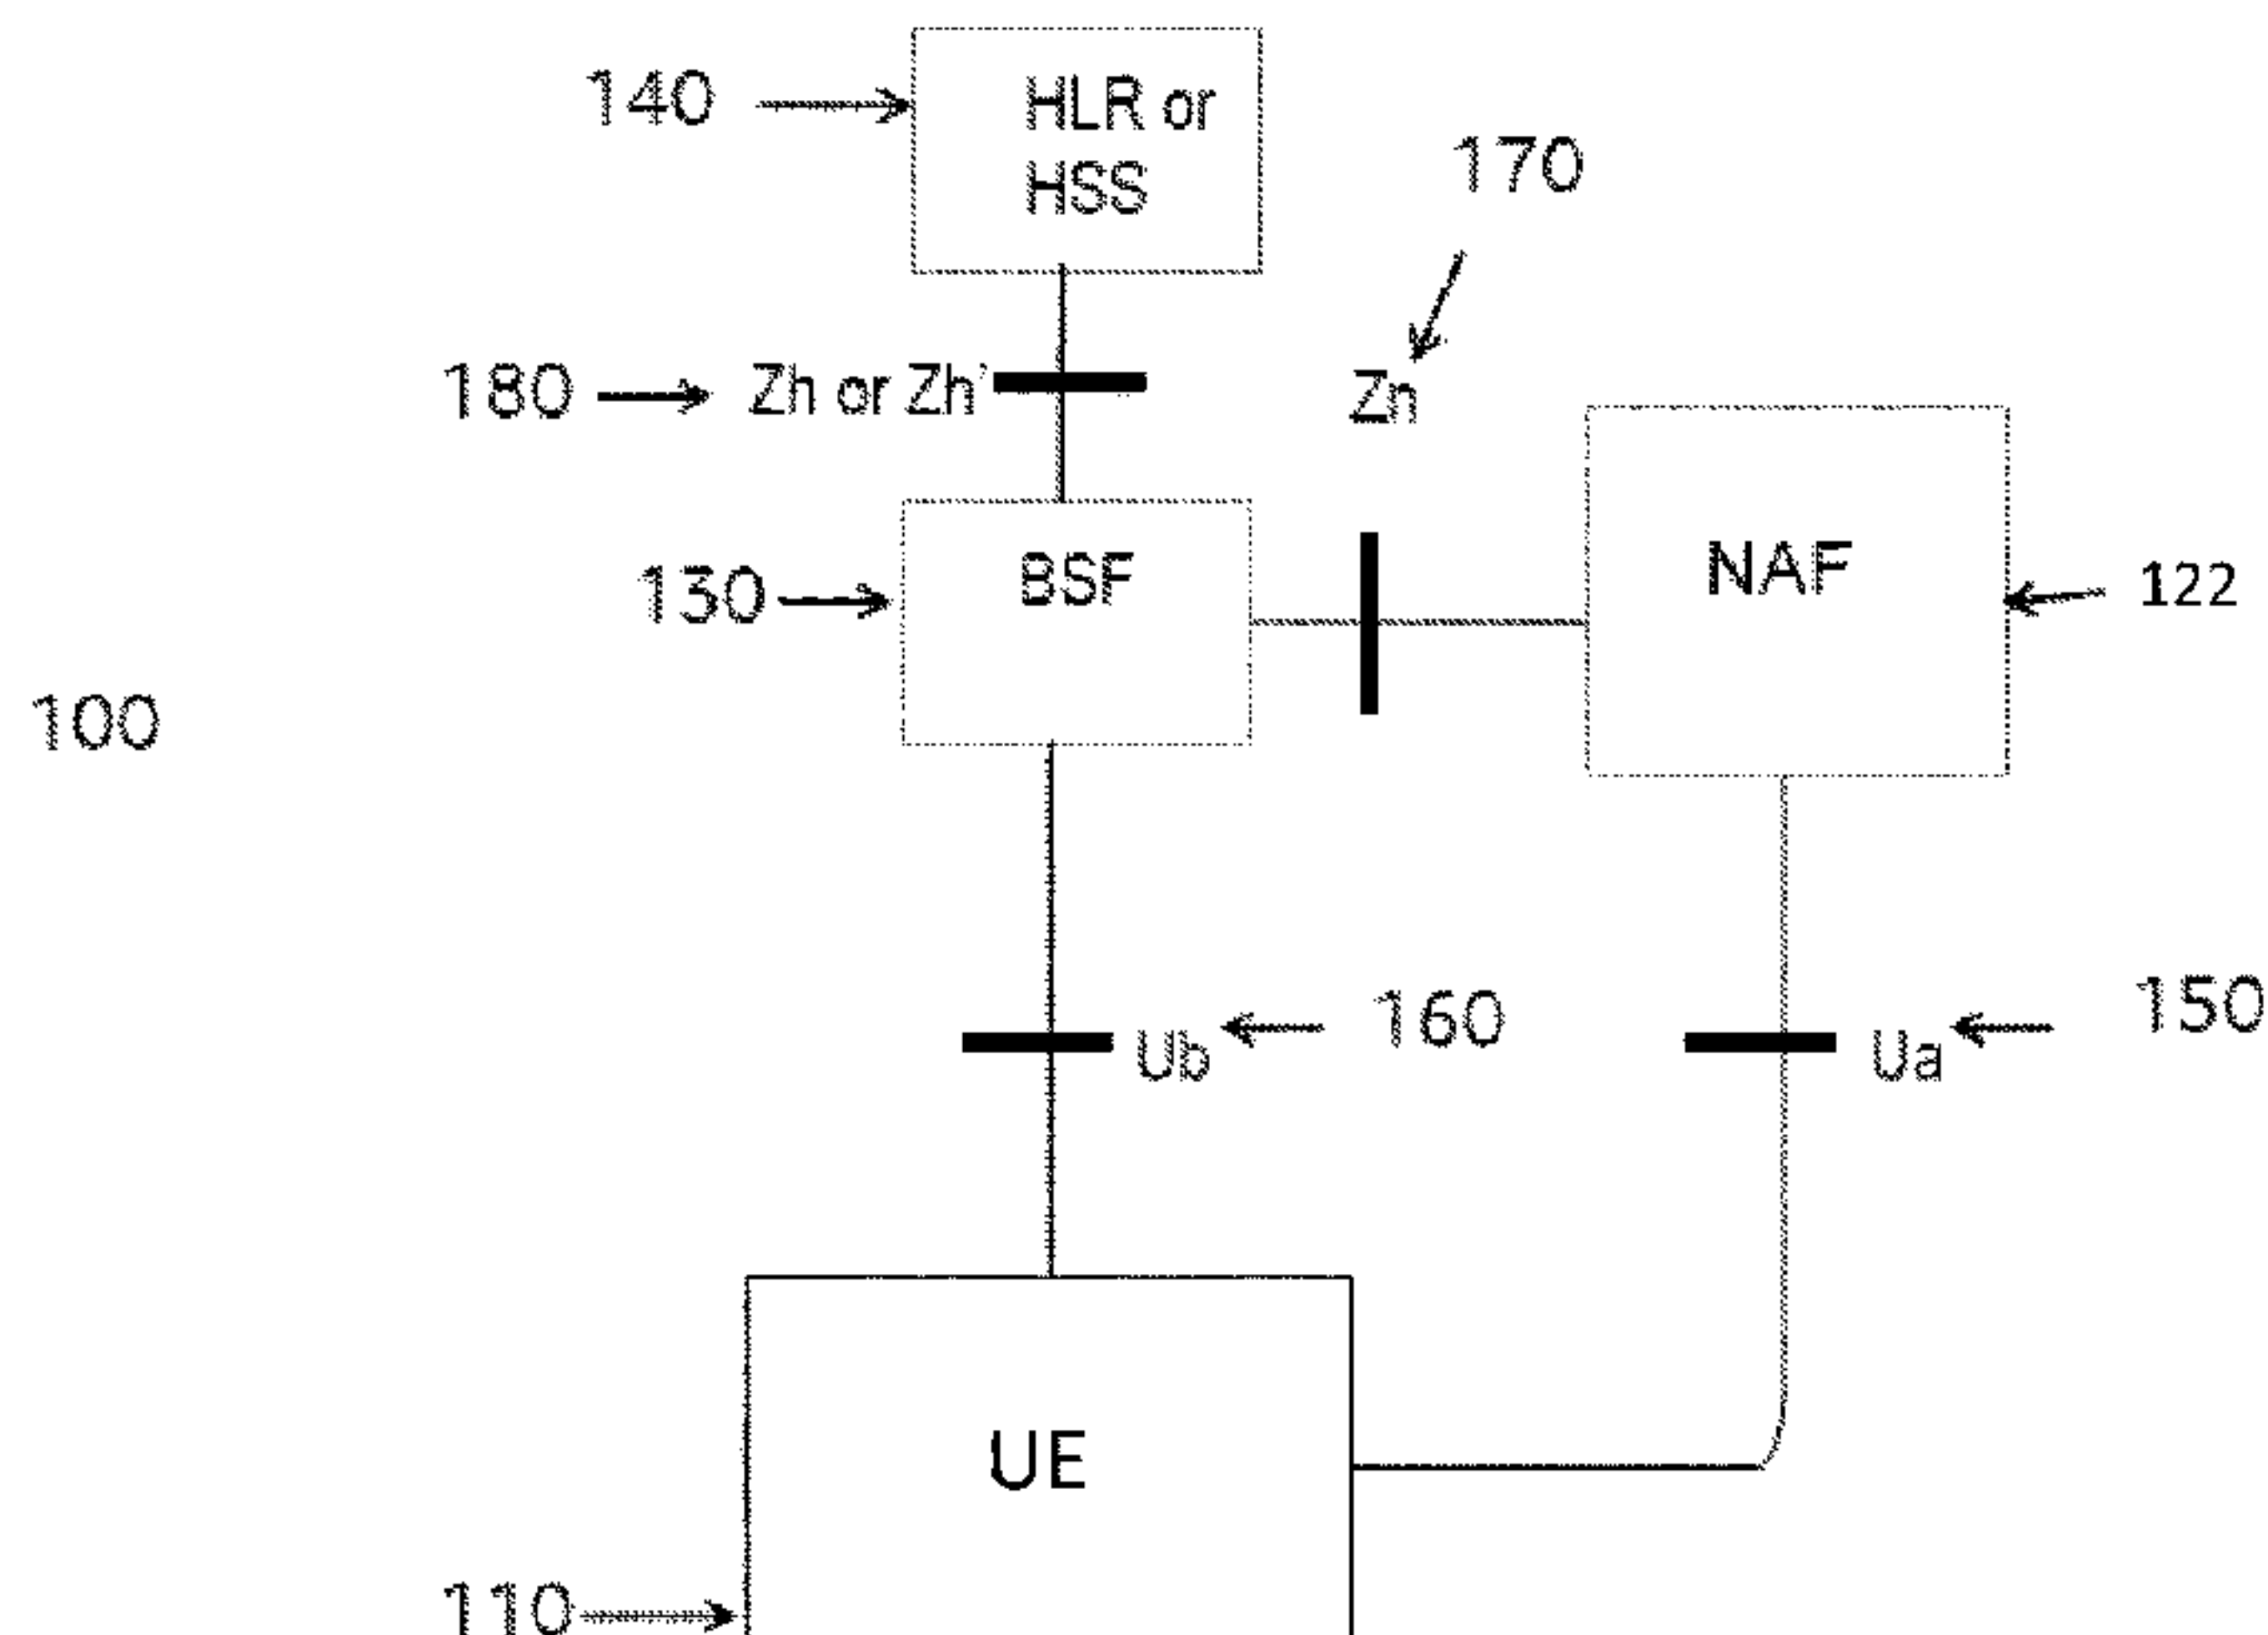 140
HLR or
HSS
170
180
Zh or Zh'
Zn
130
BSF
NAF
122
100
Ub
160
Ua
150
UE
110